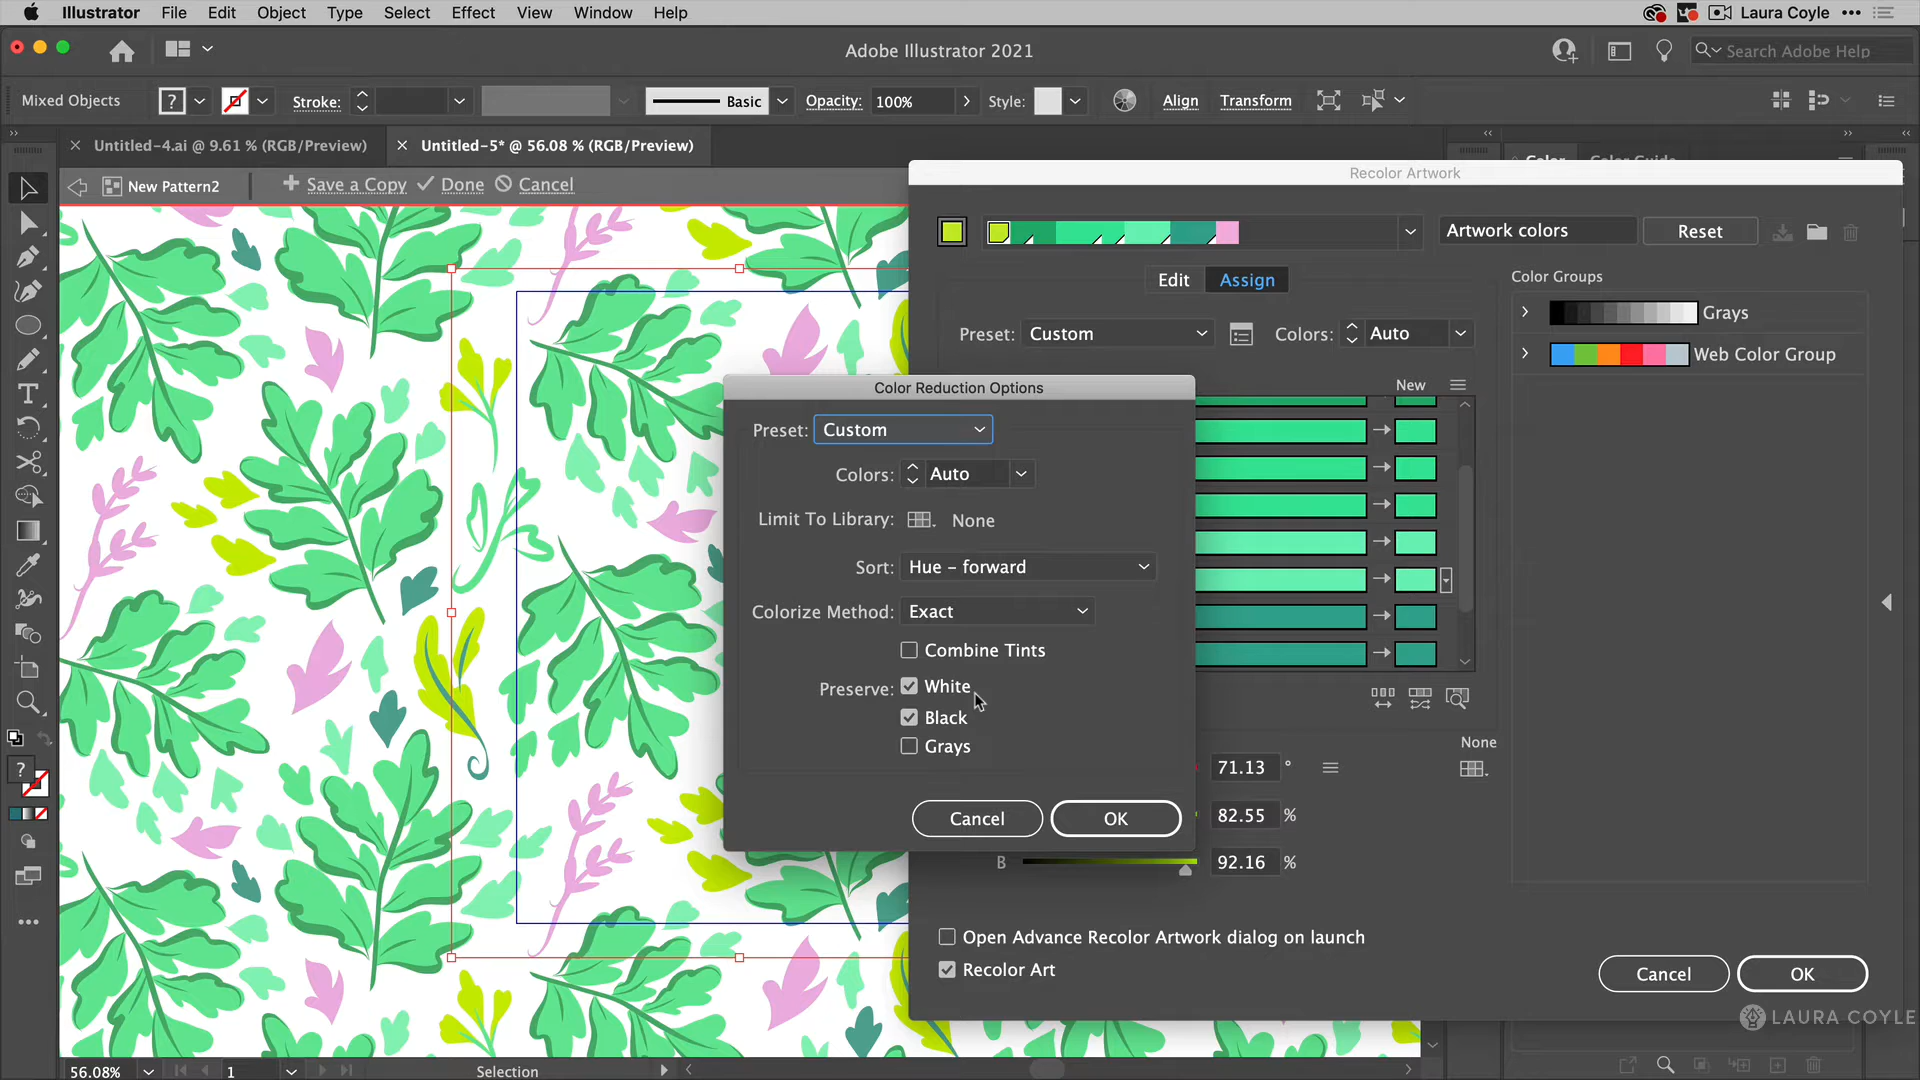 Illustrator File Edit Object Type Select Effect View Window Help Laura Coyle
Adobe Illustrator 2021 Search Adobe Help
Mixed Objects ? Stroke: Basic Opacity: 100% Style: Align Transform
Untitled-4.ai @ 9.61 % (RGB/Preview) Untitled-5* @ 56.08 % (RGB/Preview) Color Color Guide
New Pattern2 + Save a Copy Done Cancel
Recolor Artwork
Artwork colors Reset
Edit Assign
Color Groups
Grays
Web Color Group
Preset: Custom Colors: Auto
New
Color Reduction Options
Preset: Custom
Colors: Auto
Limit To Library: None
Sort: Hue – forward
Colorize Method: Exact
Combine Tints
Preserve: White
Black
Grays
Cancel OK
None
71.13 °
82.55 %
B 92.16 %
Open Advance Recolor Artwork dialog on launch
Recolor Art
Cancel OK
LAURA COYLE
?
56.08% 1 Selection